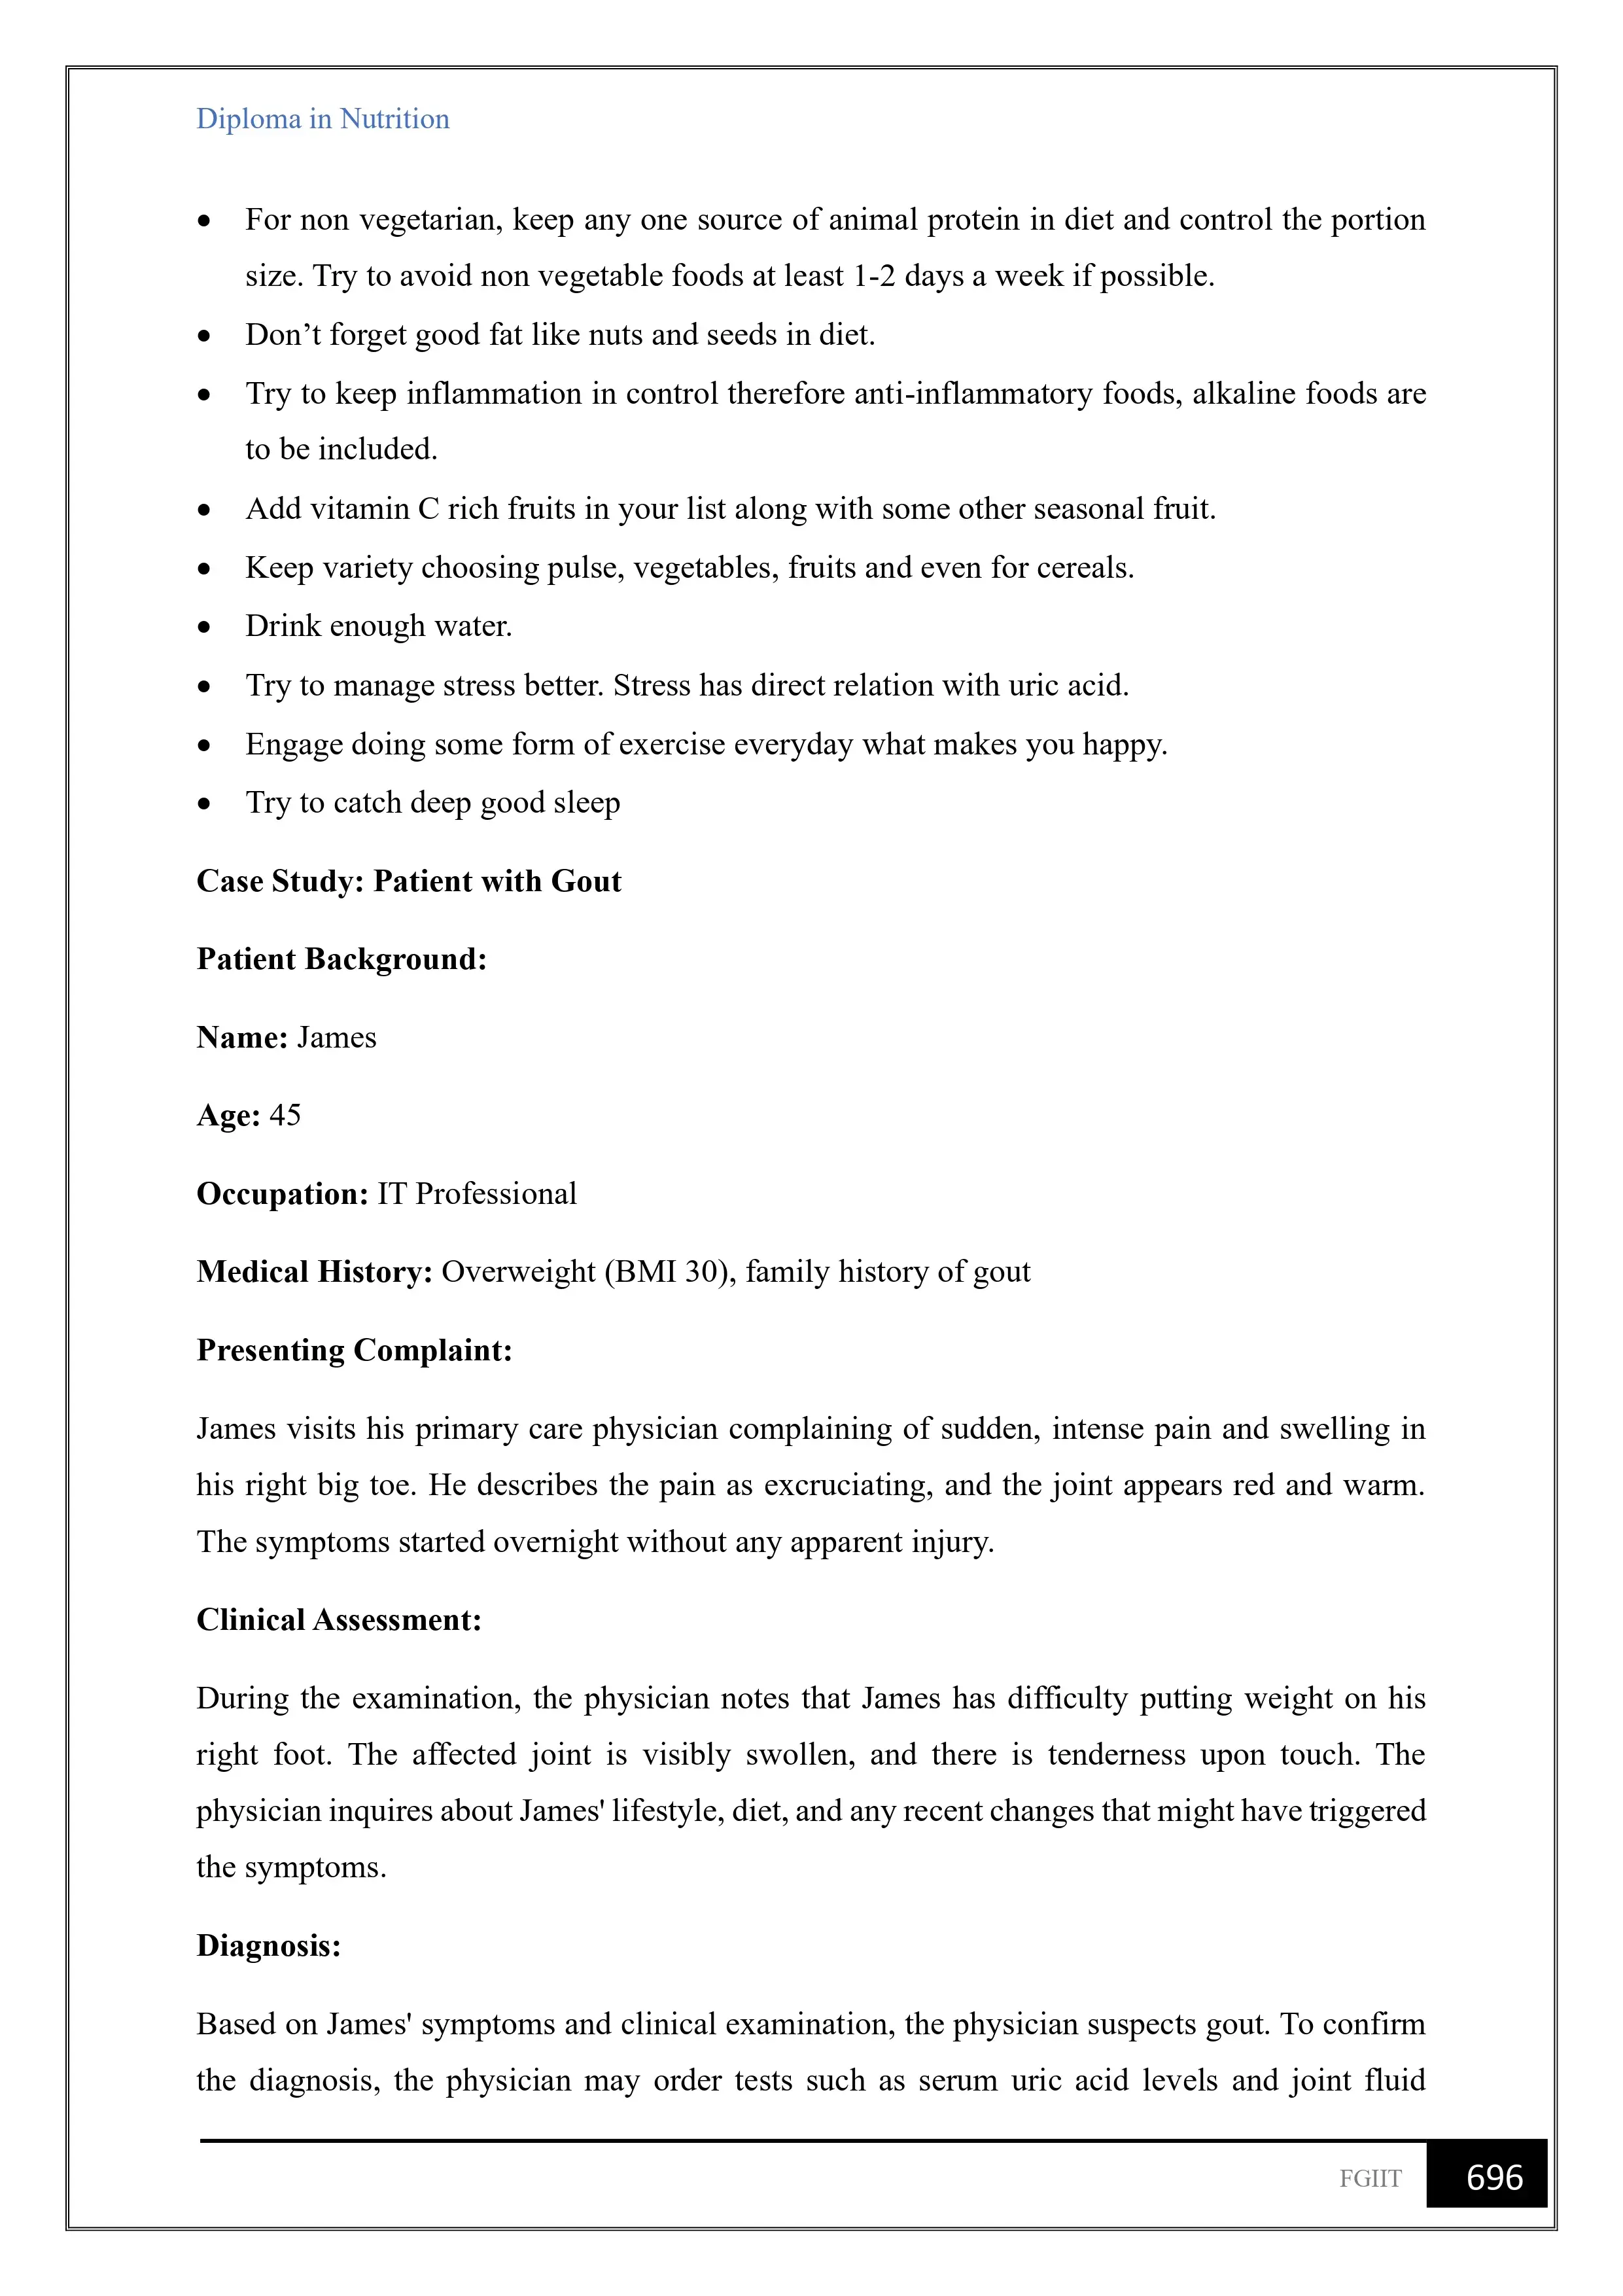 Diploma in Nutrition
• For non vegetarian, keep any one source of animal protein in diet and control the portion
size. Try to avoid non vegetable foods at least 1-2 days a week if possible.
• Don’t forget good fat like nuts and seeds in diet.
• Try to keep inflammation in control therefore anti-inflammatory foods, alkaline foods are
to be included.
• Add vitamin C rich fruits in your list along with some other seasonal fruit.
• Keep variety choosing pulse, vegetables, fruits and even for cereals.
• Drink enough water.
• Try to manage stress better. Stress has direct relation with uric acid.
• Engage doing some form of exercise everyday what makes you happy.
• Try to catch deep good sleep
Case Study: Patient with Gout
Patient Background:
Name: James
Age: 45
Occupation: IT Professional
Medical History: Overweight (BMI 30), family history of gout
Presenting Complaint:
James visits his primary care physician complaining of sudden, intense pain and swelling in
his right big toe. He describes the pain as excruciating, and the joint appears red and warm.
The symptoms started overnight without any apparent injury.
Clinical Assessment:
During the examination, the physician notes that James has difficulty putting weight on his
right foot. The affected joint is visibly swollen, and there is tenderness upon touch. The
physician inquires about James' lifestyle, diet, and any recent changes that might have triggered
the symptoms.
Diagnosis:
Based on James' symptoms and clinical examination, the physician suspects gout. To confirm
the diagnosis, the physician may order tests such as serum uric acid levels and joint fluid
FGIIT 696